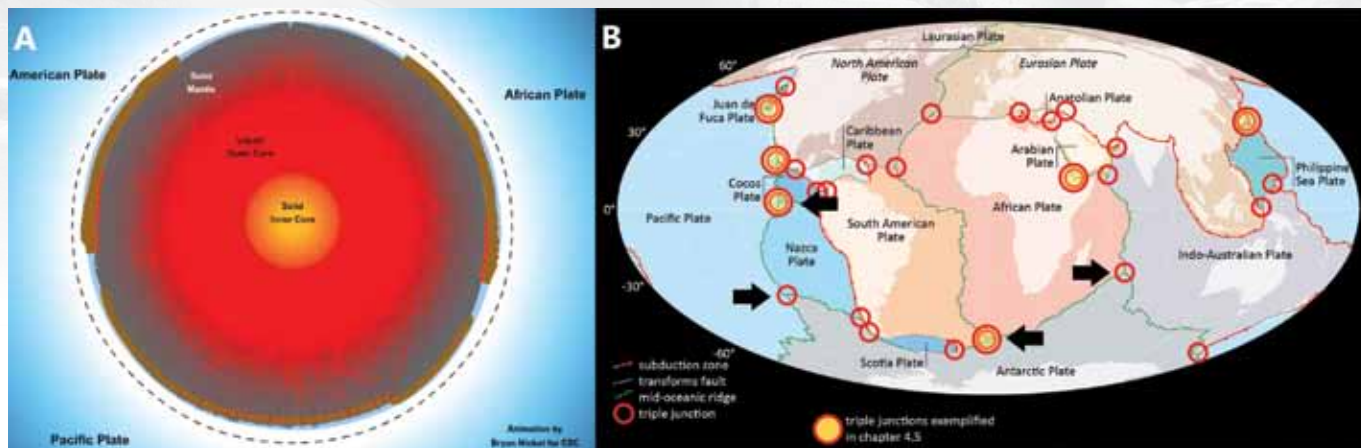 A
American Plate
Solid
Mantle
African Plate
Liquid
Outer Core
Solid
Inner Core
Pacific Plate
Animation by
Bryan Nickel for CSC
B
Laurasian Plate
North American
Plate
Eurasian Plate
60°
Juan de
Fuca Plate
Anatolian Plate
30°
Caribbean
Plate
Arabian
Plate
Philippine
Sea Plate
Cocos
Plate
0°
Pacific Plate
South American
Plate
African Plate
Nazca
Plate
Indo-Australian Plate
-30°
-60°
Scotia Plate
Antarctic Plate
subduction zone
transforms fault
mid-oceanic ridge
triple junction
triple junctions exemplified
in chapter 4.5